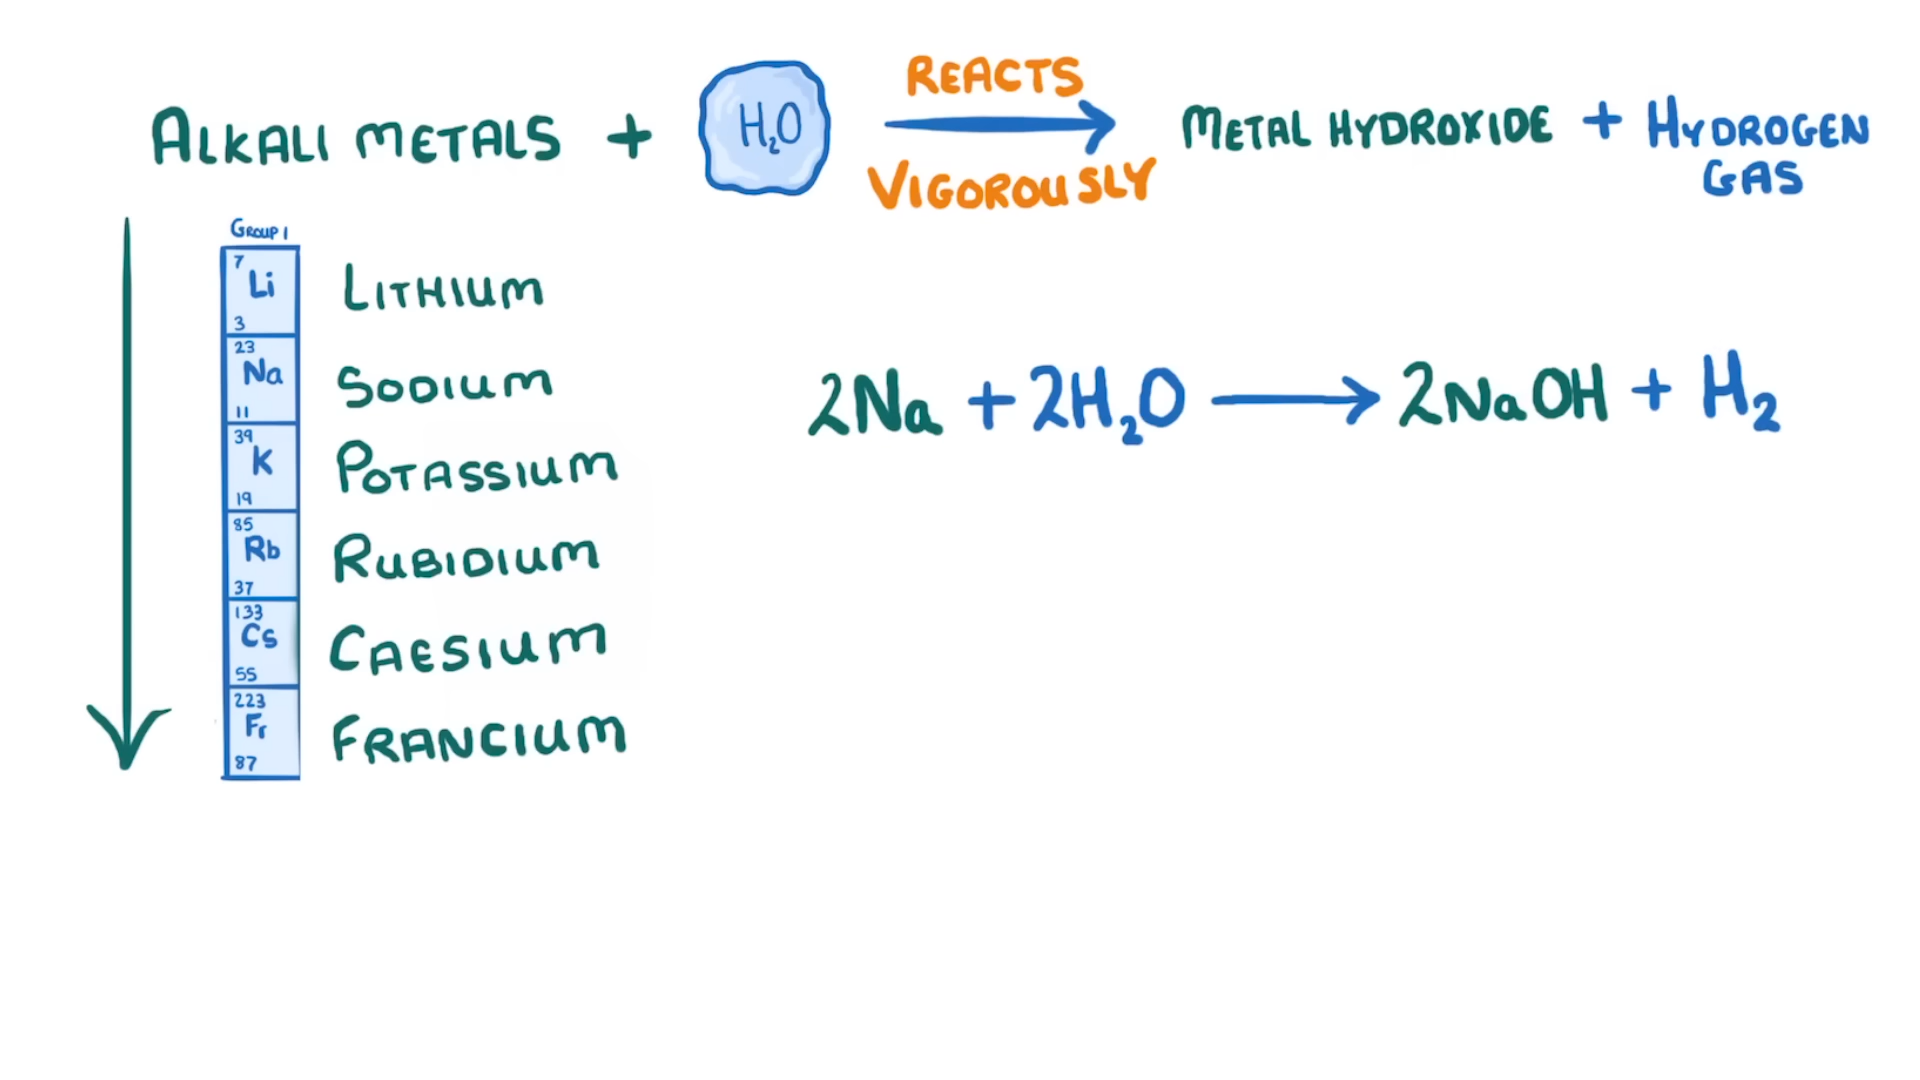 ALKALI METALS + H₂O REACTS VIGOROUSLY → METAL HYDROXIDE + HYDROGEN GAS
GROUP 1
7 Li 3 LITHIUM
23 Na 11 SODIUM
39 K 19 POTASSIUM
85 Rb 37 RUBIDIUM
133 Cs 55 CAESIUM
223 Fr 87 FRANCIUM
2Na + 2H₂O → 2NaOH + H₂